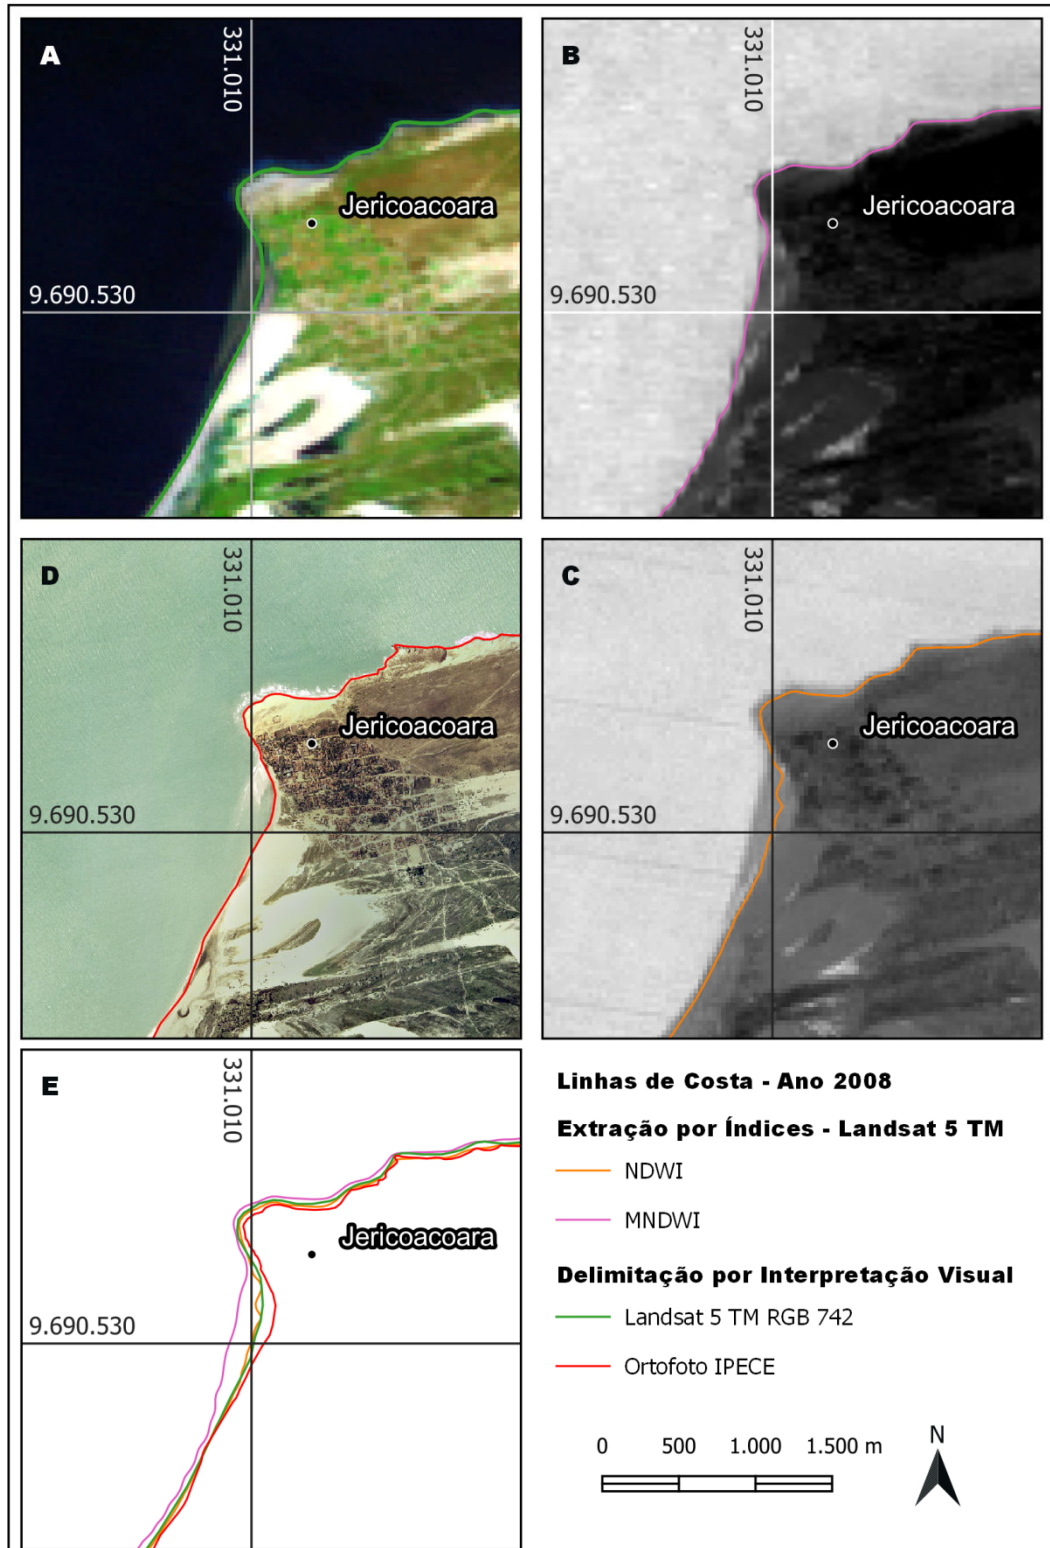 A
331.010
Jericoacoara
9.690.530
B
331.010
Jericoacoara
9.690.530
D
331.010
Jericoacoara
9.690.530
C
331.010
Jericoacoara
9.690.530
E
331.010
Jericoacoara
9.690.530
Linhas de Costa - Ano 2008
Extração por Índices - Landsat 5 TM
NDWI
MNDWI
Delimitação por Interpretação Visual
Landsat 5 TM RGB 742
Ortofoto IPECE
0 500 1.000 1.500 m
N